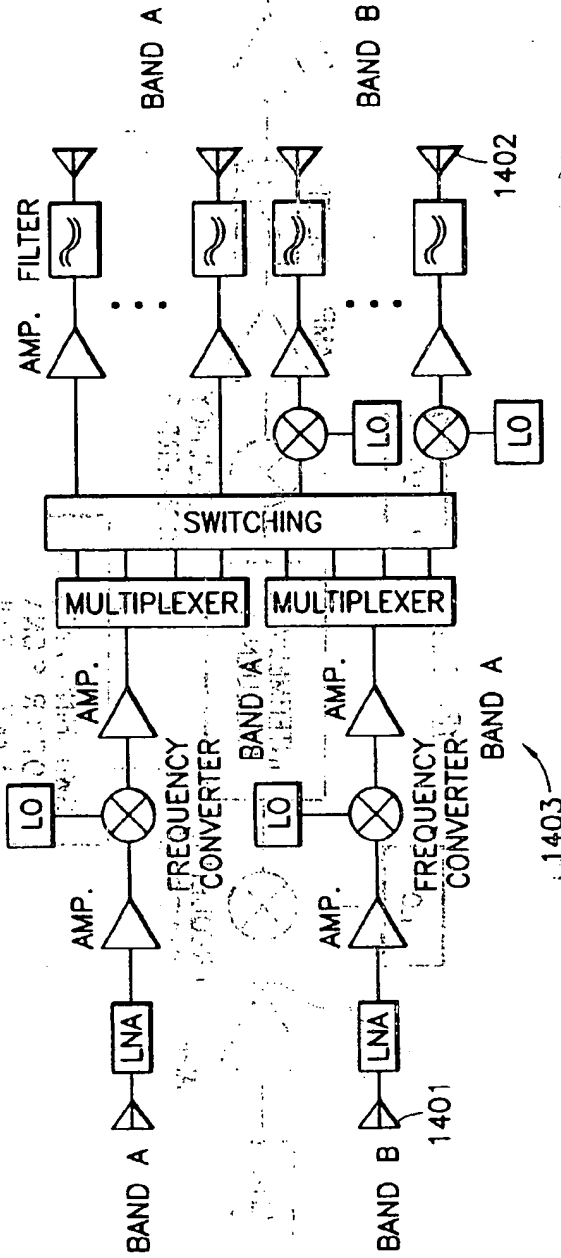 BAND A
LNA
AMP.
LO
FREQUENCY
CONVERTER
AMP.
BAND A
MULTIPLEXER
SWITCHING
AMP.
FILTER
BAND A
BAND B
1401
LNA
AMP.
LO
FREQUENCY
CONVERTER
AMP.
BAND A
MULTIPLEXER
LO
LO
BAND B
1402
1403